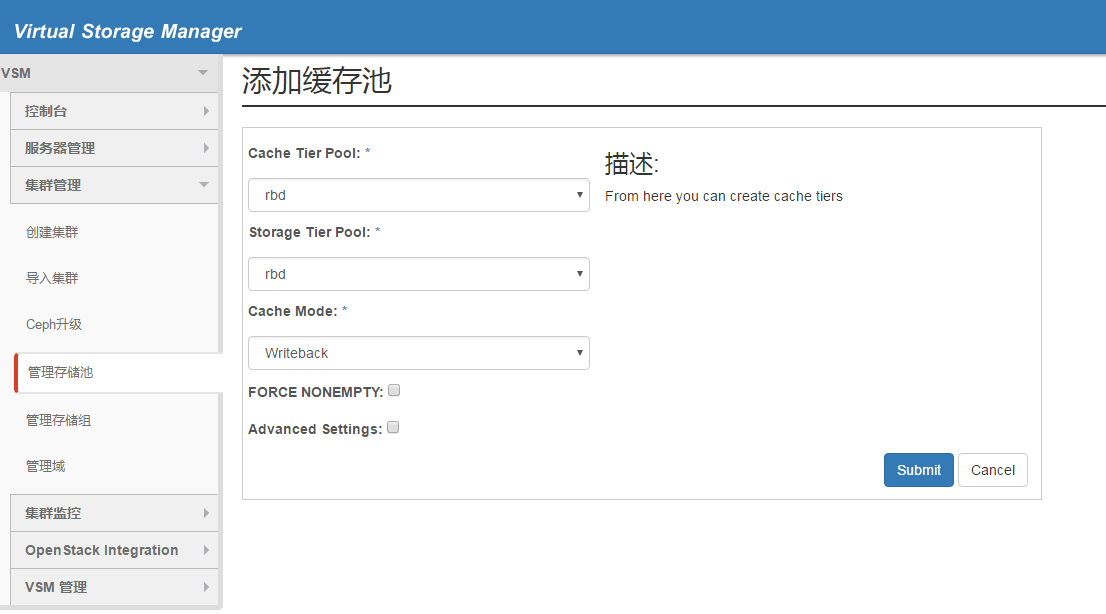 Virtual Storage Manager
VSM
控制台
服务器管理
集群管理
创建集群
导入集群
Ceph升级
管理存储池
管理存储组
管理域
集群监控
OpenStack Integration
VSM 管理
添加缓存池
Cache Tier Pool: *
rbd
Storage Tier Pool: *
rbd
Cache Mode: *
Writeback
FORCE NONEMPTY:
Advanced Settings:
描述:
From here you can create cache tiers
Submit Cancel